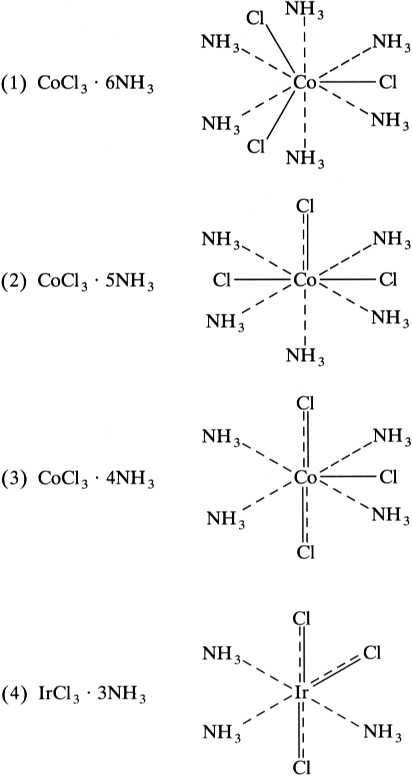 Cl NH₃
NH₃ NH₃
(1) CoCl₃ · 6NH₃ Co Cl
NH₃ NH₃
Cl NH₃
Cl
NH₃ NH₃
(2) CoCl₃ · 5NH₃ Cl Co Cl
NH₃ NH₃
NH₃
Cl
NH₃ NH₃
(3) CoCl₃ · 4NH₃ Co Cl
NH₃ NH₃
Cl
Cl
NH₃ Cl
(4) IrCl₃ · 3NH₃ Ir
NH₃ NH₃
Cl